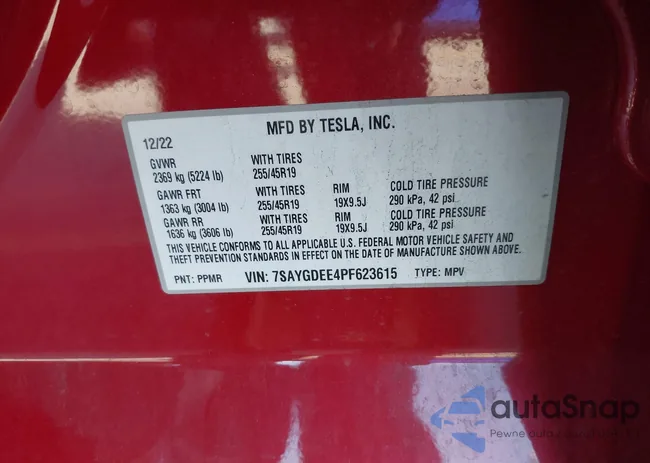 MFD BY TESLA, INC.
12/22
GVWR WITH TIRES
2369 kg (5224 lb) 255/45R19
GAWR FRT WITH TIRES RIM COLD TIRE PRESSURE
1363 kg (3004 lb) 255/45R19 19X9.5J 290 kPa, 42 psi
GAWR RR WITH TIRES RIM COLD TIRE PRESSURE
1636 kg (3606 lb) 255/45R19 19X9.5J 290 kPa, 42 psi
THIS VEHICLE CONFORMS TO ALL APPLICABLE U.S. FEDERAL MOTOR VEHICLE SAFETY AND
THEFT PREVENTION STANDARDS IN EFFECT ON THE DATE OF MANUFACTURE SHOWN ABOVE.
PNT: PPMR VIN: 7SAYGDEE4PF623615 TYPE: MPV
autaSnap
Pewne auta